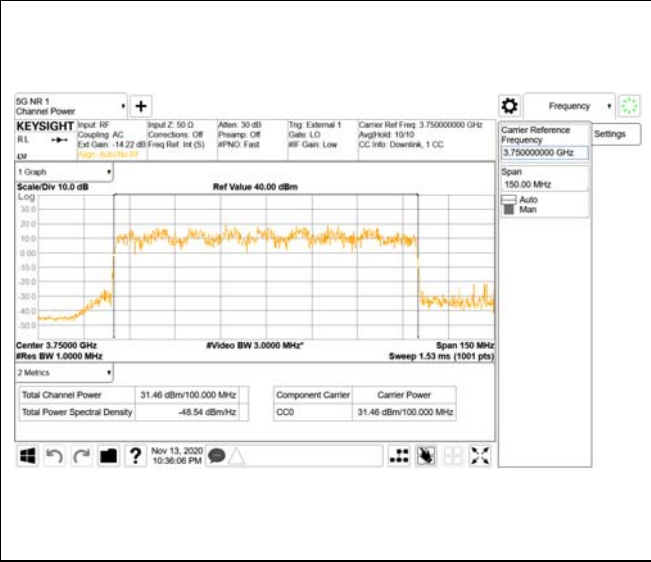 5G NR 1
Channel Power
+
Frequency
KEYSIGHT
R L
Input: RF
Coupling: AC
Ext Gain: -14.22 dB
Align: Auto/No RF
Input Z: 50 Ω
Corrections: Off
Freq Ref: Int (S)
Atten: 30 dB
Preamp: Off
#PNO: Fast
Trig: External 1
Gate: LO
#IF Gain: Low
Carrier Ref Freq: 3.750000000 GHz
Avg|Hold: 10/10
CC Info: Downlink, 1 CC
Carrier Reference
Frequency
3.750000000 GHz
Settings
Span
150.00 MHz
Auto
Man
1 Graph
Scale/Div 10.0 dB
Ref Value 40.00 dBm
Log
30.0
20.0
10.0
0.00
-10.0
-20.0
-30.0
-40.0
-50.0
Center 3.75000 GHz
#Video BW 3.0000 MHz*
Span 150 MHz
#Res BW 1.0000 MHz
Sweep 1.53 ms (1001 pts)
2 Metrics
Total Channel Power
31.46 dBm/100.000 MHz
Total Power Spectral Density
-48.54 dBm/Hz
Component Carrier
Carrier Power
CC0
31.46 dBm/100.000 MHz
?
Nov 13, 2020
10:36:06 PM